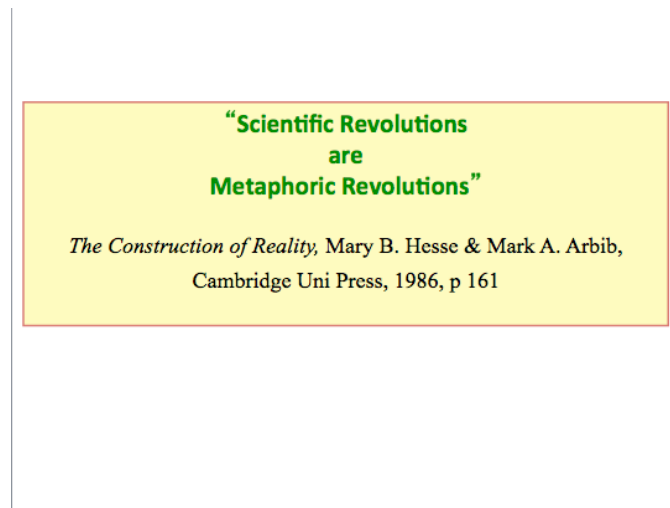 “Scientific Revolutions
are
Metaphoric Revolutions”
The Construction of Reality, Mary B. Hesse & Mark A. Arbib,
Cambridge Uni Press, 1986, p 161